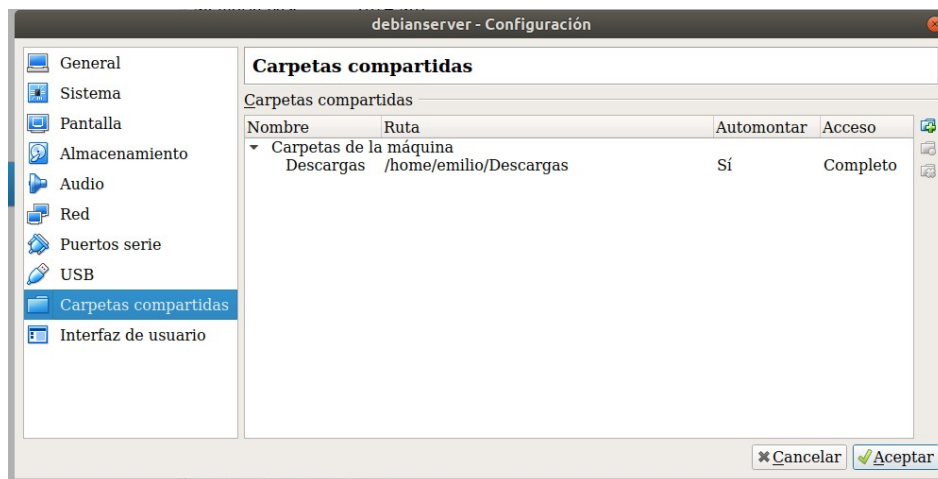 debianserver - Configuración
General
Sistema
Pantalla
Almacenamiento
Audio
Red
Puertos serie
USB
Carpetas compartidas
Interfaz de usuario
Carpetas compartidas
Carpetas compartidas
Nombre Ruta Automontar Acceso
Carpetas de la máquina
Descargas /home/emilio/Descargas Sí Completo
Cancelar Aceptar